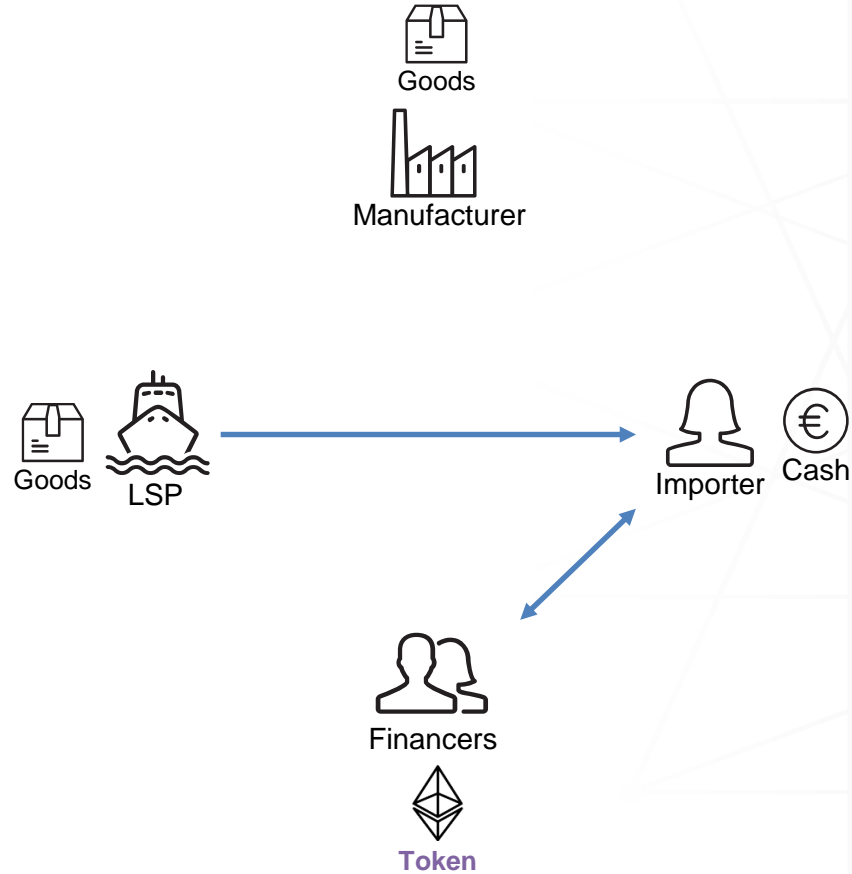 Goods
Manufacturer
Goods
LSP
Importer
Cash
Financers
Token